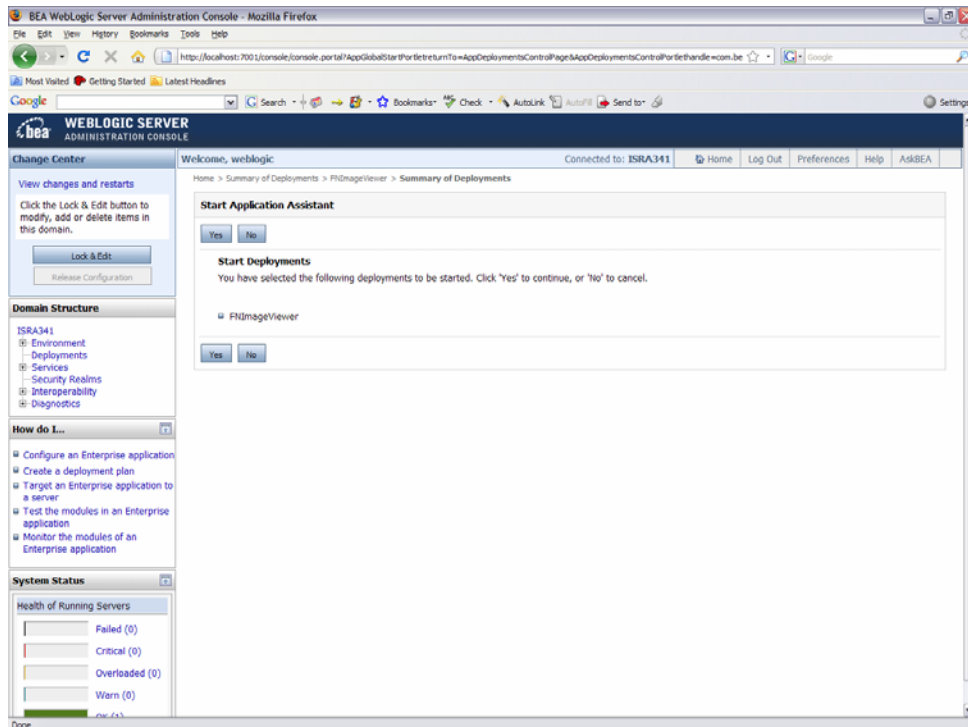 BEA WebLogic Server Administration Console - Mozilla Firefox
File Edit View History Bookmarks Tools Help
http://localhost:7001/console/console.portal?AppGlobalStartPortletreturnTo=AppDeploymentsControlPage&AppDeploymentsControlPortlethandle=com.be
Google
Most Visited Getting Started Latest Headlines
Google Search Bookmarks Check AutoLink AutoFill Send to Settings
bea WEBLOGIC SERVER
ADMINISTRATION CONSOLE
Change Center
View changes and restarts
Click the Lock & Edit button to
modify, add or delete items in
this domain.
Lock & Edit
Release Configuration
Domain Structure
ISRA341
Environment
Deployments
Services
Security Realms
Interoperability
Diagnostics
How do I...
Configure an Enterprise application
Create a deployment plan
Target an Enterprise application to
a server
Test the modules in an Enterprise
application
Monitor the modules of an
Enterprise application
System Status
Health of Running Servers
Failed (0)
Critical (0)
Overloaded (0)
Warn (0)
OK (1)
Welcome, weblogic Connected to: ISRA341 Home Log Out Preferences Help AskBEA
Home > Summary of Deployments > FNImageViewer > Summary of Deployments
Start Application Assistant
Yes No
Start Deployments
You have selected the following deployments to be started. Click 'Yes' to continue, or 'No' to cancel.
FNImageViewer
Yes No
Done